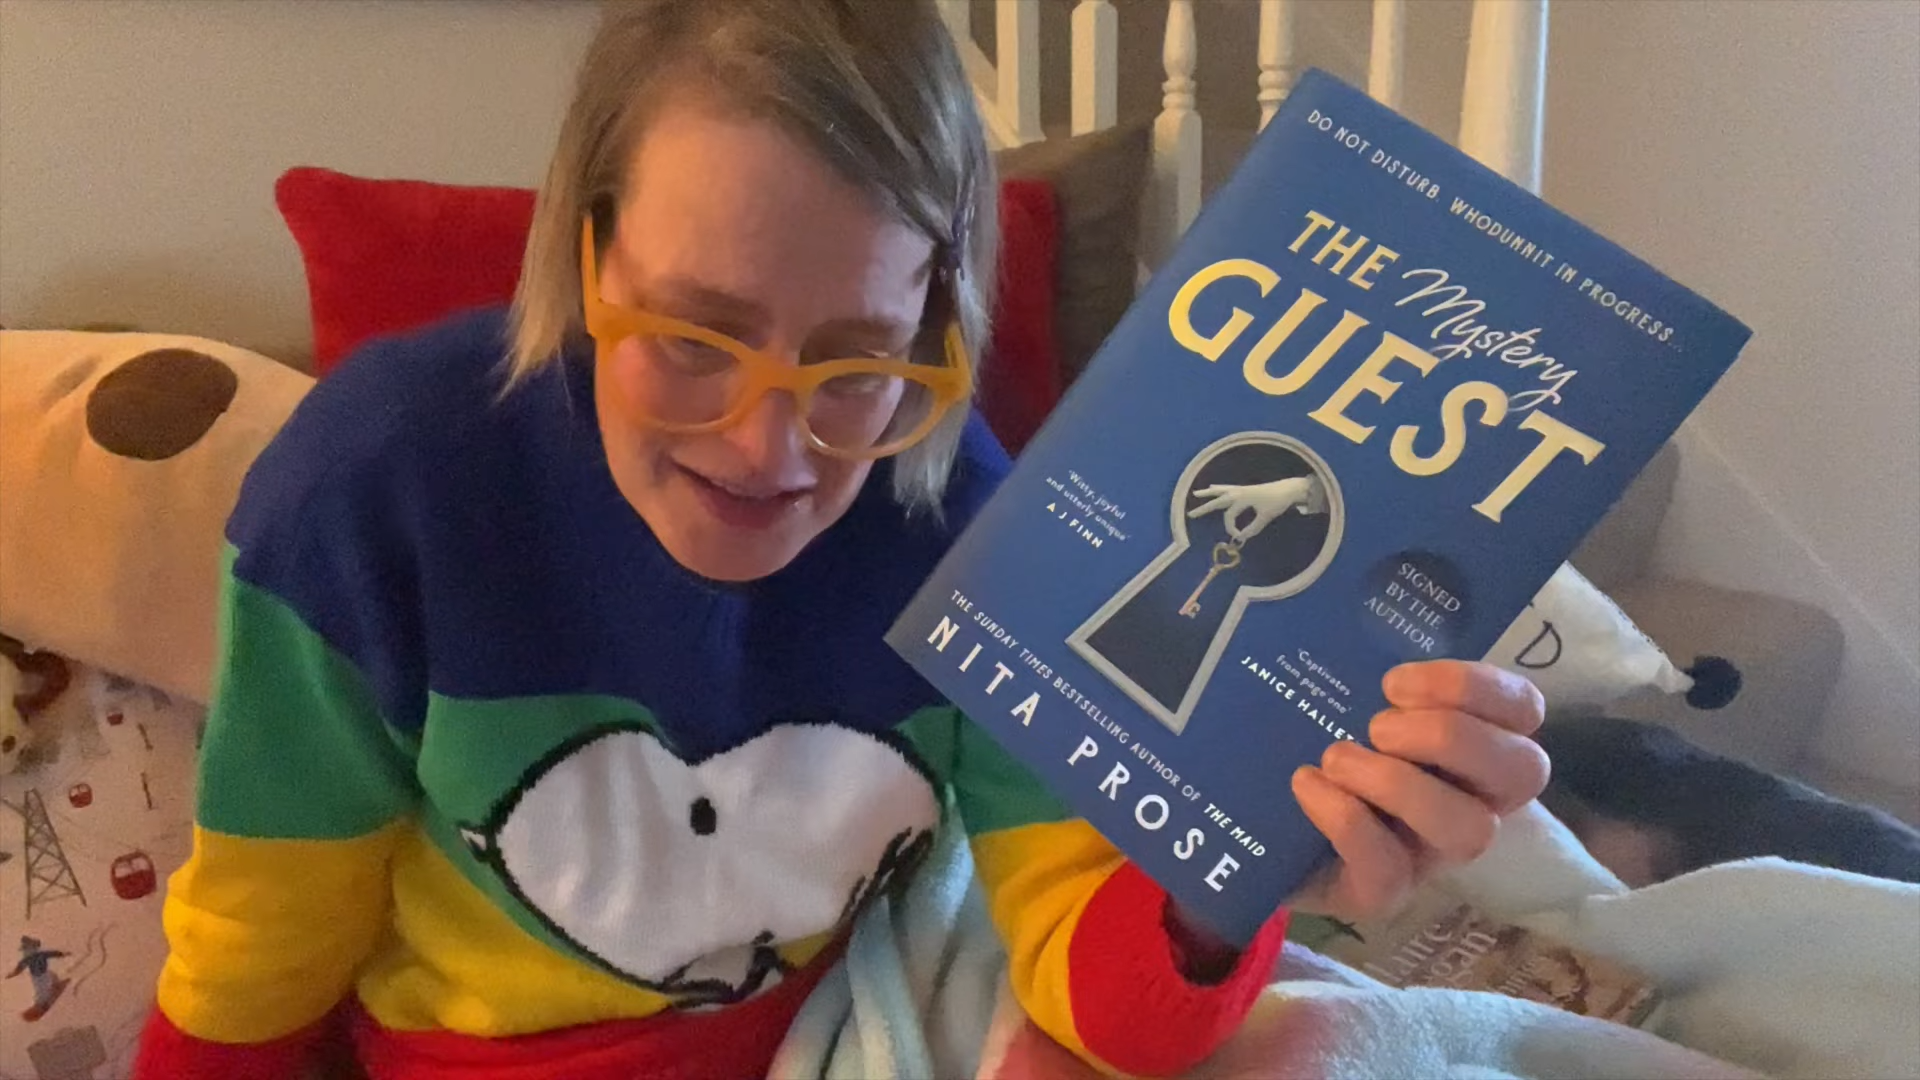 DO NOT DISTURB. WHODUNNIT IN PROGRESS...
THE Mystery
GUEST
'Witty, joyful
and utterly unique'
A J FINN
SIGNED
BY THE
AUTHOR
'Captivates
from page one'
JANICE HALLET
THE SUNDAY TIMES BESTSELLING AUTHOR OF THE MAID
NITA PROSE
D